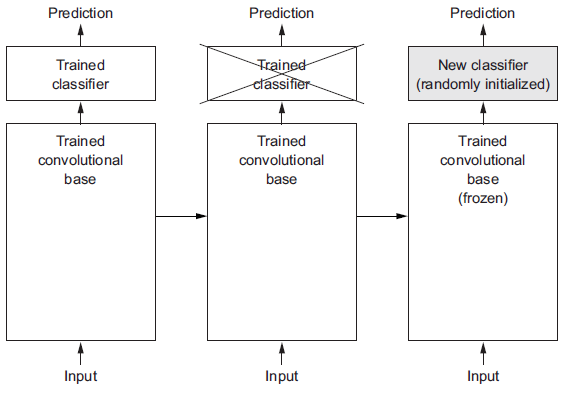 Prediction
Trained
classifier
Trained
convolutional
base
Input
Prediction
Trained
classifier
Trained
convolutional
base
Input
Prediction
New classifier
(randomly initialized)
Trained
convolutional
base
(frozen)
Input